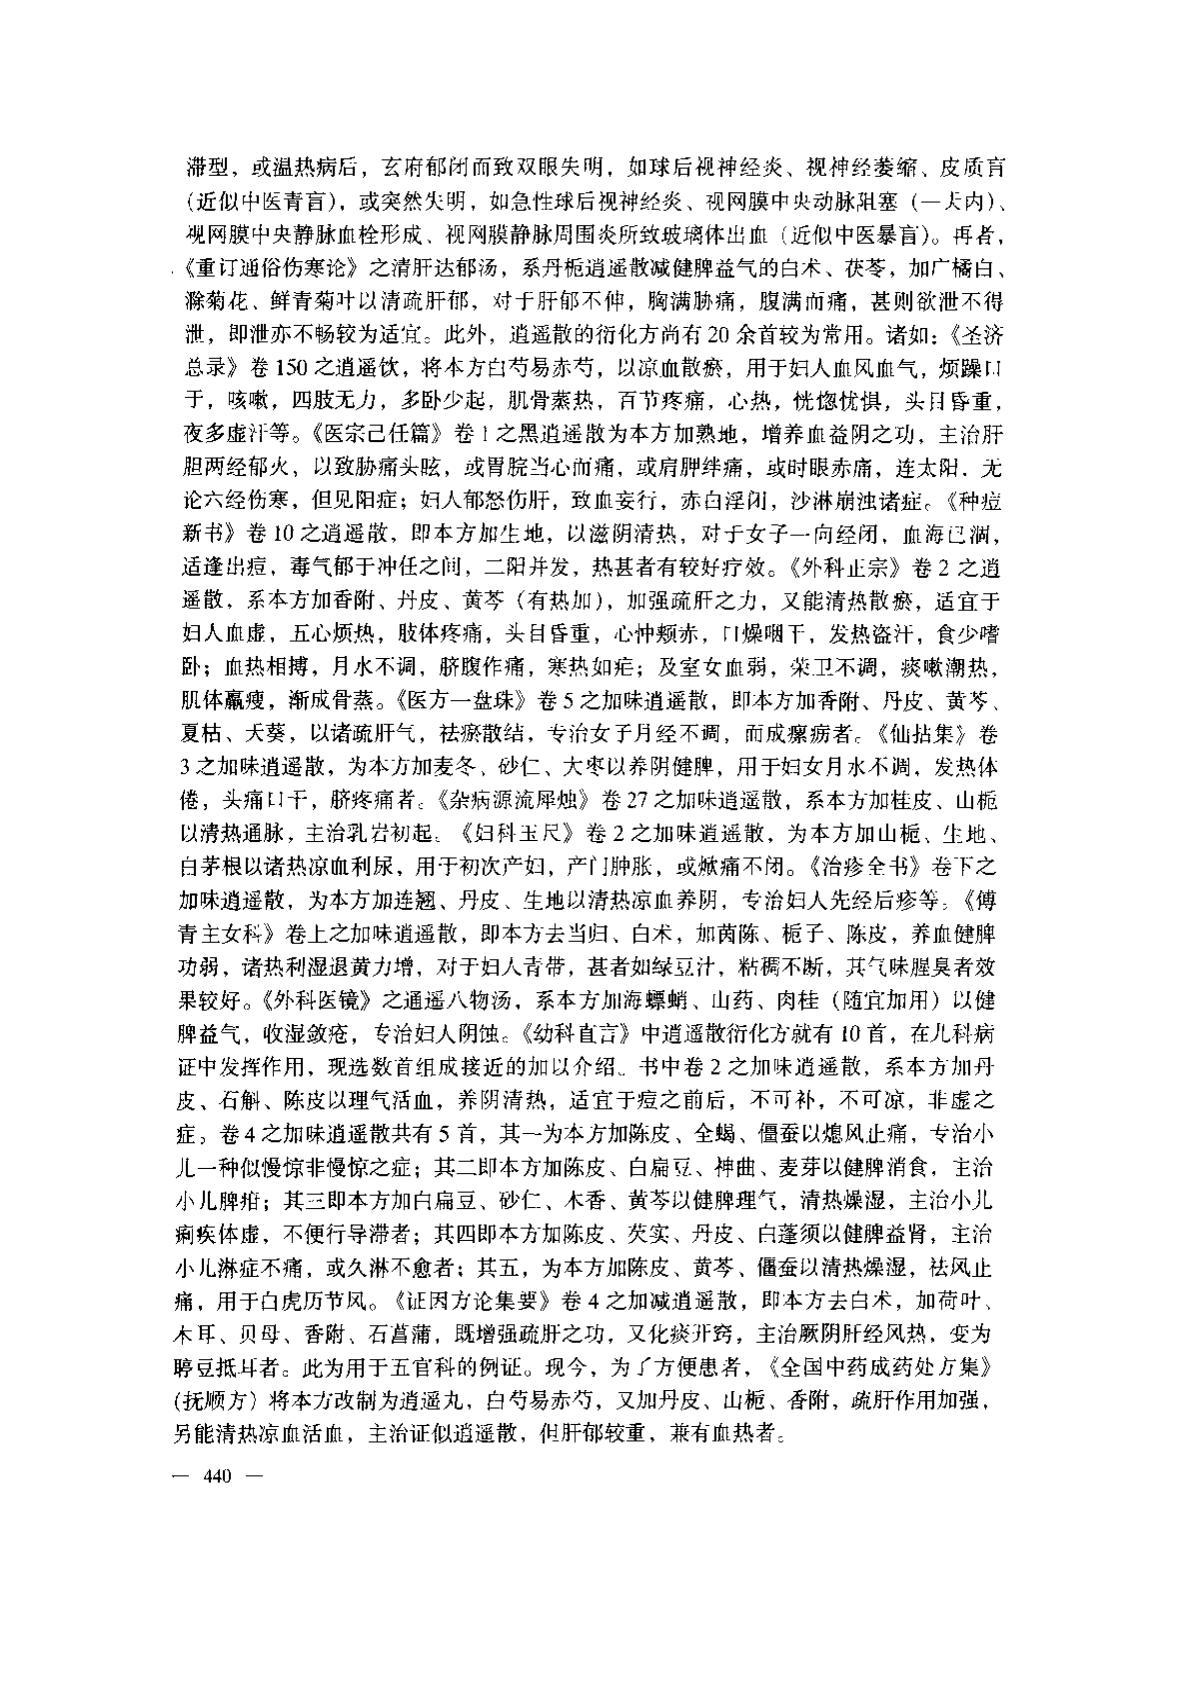 滞型，或温热病后，玄府郁闭而致双眼失明，如球后视神经炎、视神经萎缩、皮质盲
(近似中医青盲)，或突然失明，如急性球后视神经炎、视网膜中央动脉阻塞（一天内）、
视网膜中央静脉血栓形成、视网膜静脉周围炎所致玻璃体出血（近似中医暴盲）。再者，
《重订通俗伤寒论》之清肝达郁汤，系丹栀逍遥散减健脾益气的白术、茯苓，加广橘白、
滁菊花、鲜青菊叶以清疏肝郁，对于肝郁不伸，胸满胁痛，腹满而痛，甚则欲泄不得
泄，即泄亦不畅较为适宜。此外，逍遥散的衍化方尚有 20 余首较为常用。诸如：《圣济
总录》卷 150 之逍遥饮，将本方白芍易赤芍，以凉血散瘀，用于妇人血风血气，烦躁口
干，咳嗽，四肢无力，多卧少起，肌骨蒸热，百节疼痛，心热，恍惚忧惧，头目昏重，
夜多虚汗等。《医宗己任篇》卷 1 之黑逍遥散为本方加熟地，增养血益阴之功，主治肝
胆两经郁火，以致胁痛头眩，或胃脘当心而痛，或肩胛绊痛，或时眼赤痛，连太阳．无
论六经伤寒，但见阳症；妇人郁怒伤肝，致血妄行，赤白淫闭，沙淋崩浊诸症。《种痘
新书》卷 10 之逍遥散，即本方加生地，以滋阴清热，对于女子一向经闭，血海已涸，
适逢出痘，毒气郁于冲任之间，二阳并发，热甚者有较好疗效。《外科正宗》卷 2 之逍
遥散，系本方加香附、丹皮、黄芩（有热加），加强疏肝之力，又能清热散瘀，适宜于
妇人血虚，五心烦热，肢体疼痛，头目昏重，心忡颊赤，口燥咽干，发热盗汗，食少嗜
卧；血热相搏，月水不调，脐腹作痛，寒热如疟；及室女血弱，荣卫不调，痰嗽潮热，
肌体羸瘦，渐成骨蒸。《医方一盘珠》卷 5 之加味逍遥散，即本方加香附、丹皮、黄芩、
夏枯、天葵，以诸疏肝气，祛瘀散结，专治女子月经不调，而成瘰疬者。《仙拈集》卷
3 之加味逍遥散，为本方加麦冬、砂仁、大枣以养阴健脾，用于妇女月水不调，发热体
倦，头痛口干，脐疼痛者。《杂病源流犀烛》卷 27 之加味逍遥散，系本方加桂皮、山栀
以清热通脉，主治乳岩初起。《妇科玉尺》卷 2 之加味逍遥散，为本方加山栀、生地、
白茅根以诸热凉血利尿，用于初次产妇，产门肿胀，或焮痛不闭。《治疹全书》卷下之
加味逍遥散，为本方加连翘、丹皮、生地以清热凉血养阴，专治妇人先经后疹等。《傅
青主女科》卷上之加味逍遥散，即本方去当归、白术，加茵陈、栀子、陈皮，养血健脾
功弱，诸热利湿退黄力增，对于妇人青带，甚者如绿豆汁，粘稠不断，其气味腥臭者效
果较好。《外科医镜》之通遥八物汤，系本方加海螵蛸、山药、肉桂（随宜加用）以健
脾益气，收湿敛疮，专治妇人阴蚀。《幼科直言》中逍遥散衍化方就有 10 首，在儿科病
证中发挥作用，现选数首组成接近的加以介绍。书中卷 2 之加味逍遥散，系本方加丹
皮、石斛、陈皮以理气活血，养阴清热，适宜于痘之前后，不可补，不可凉，非虚之
症。卷 4 之加味逍遥散共有 5 首，其一为本方加陈皮、全蝎、僵蚕以熄风止痛，专治小
儿一种似慢惊非慢惊之症；其二即本方加陈皮、白扁豆、神曲、麦芽以健脾消食，主治
小儿脾疳；其三即本方加白扁豆、砂仁、木香、黄芩以健脾理气，清热燥湿，主治小儿
痢疾体虚，不便行导滞者；其四即本方加陈皮、芡实、丹皮、白莲须以健脾益肾，主治
小儿淋症不痛，或久淋不愈者；其五，为本方加陈皮、黄芩、僵蚕以清热燥湿，祛风止
痛，用于白虎历节风。《证因方论集要》卷 4 之加减逍遥散，即本方去白术，加荷叶、
木耳、贝母、香附、石菖蒲，既增强疏肝之功，又化痰开窍，主治厥阴肝经风热，变为
聤豆抵耳者。此为用于五官科的例证。现今，为了方便患者，《全国中药成药处方集》
(抚顺方）将本方改制为逍遥丸，白芍易赤芍，又加丹皮、山栀、香附，疏肝作用加强，
另能清热凉血活血，主治证似逍遥散，但肝郁较重，兼有血热者。
— 440 —